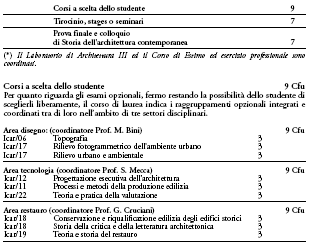 Corsi a scelta dello studente 9
Tirocinio, stages o seminari 7
Prova finale e colloquio
di Storia dell'architettura contemporanea 7
(*) Il Laboratorio di Architettura III ed il Corso di Estimo ed esercizio professionale sono
coordinati.
Corsi a scelta dello studente 9 Cfu
Per quanto riguarda gli esami opzionali, fermo restando la possibilità dello studente di
sceglierli liberamente, il corso di laurea indica i raggruppamenti opzionali integrati e
coordinati tra di loro nell'ambito di tre settori disciplinari.
Area disegno: (coordinatore Prof. M. Bini) 9 Cfu
Icar/06 Topografia 3
Icar/17 Rilievo fotogrammetrico dell'ambiente urbano 3
Icar/17 Rilievo urbano e ambientale 3
Area tecnologia (coordinatore Prof. S. Mecca) 9 Cfu
Icar/12 Progettazione esecutiva dell'architettura 3
Icar/11 Processi e metodi della produzione edilizia 3
Icar/22 Teoria e pratica della valutazione 3
Area restauro (coordinatore Prof. G. Cruciani) 9 Cfu
Icar/18 Conservazione e riqualificazione edilizia degli edifici storici 3
Icar/18 Storia della critica e della letteratura architettonica 3
Icar/19 Teoria e storia del restauro 3